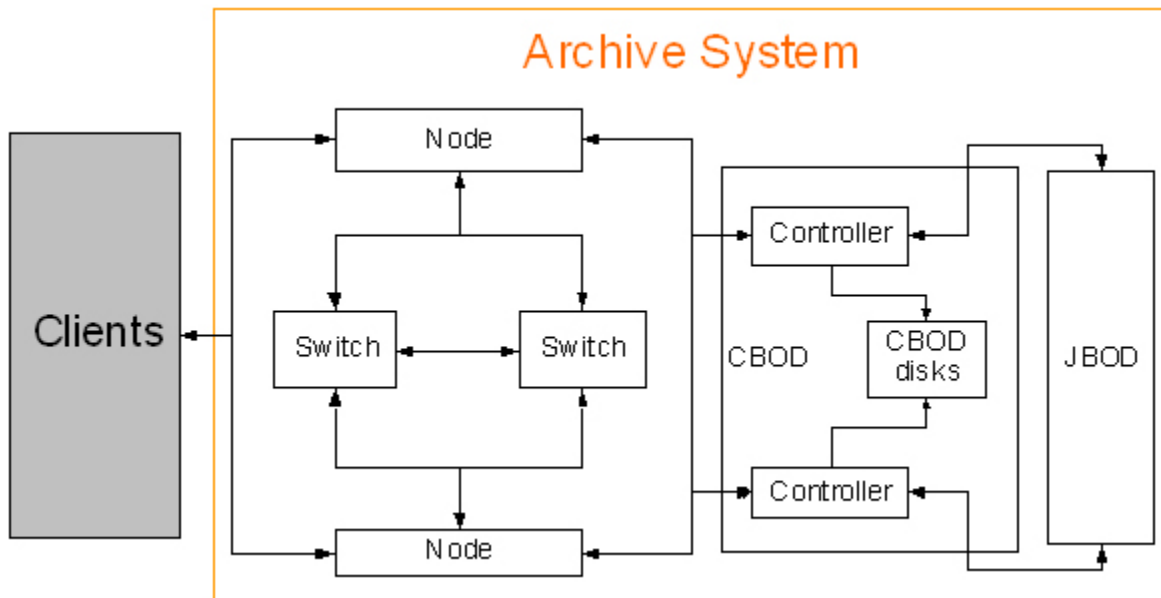 Archive System
Node
Clients
Switch
Switch
Node
CBOD
Controller
CBOD
disks
Controller
JBOD